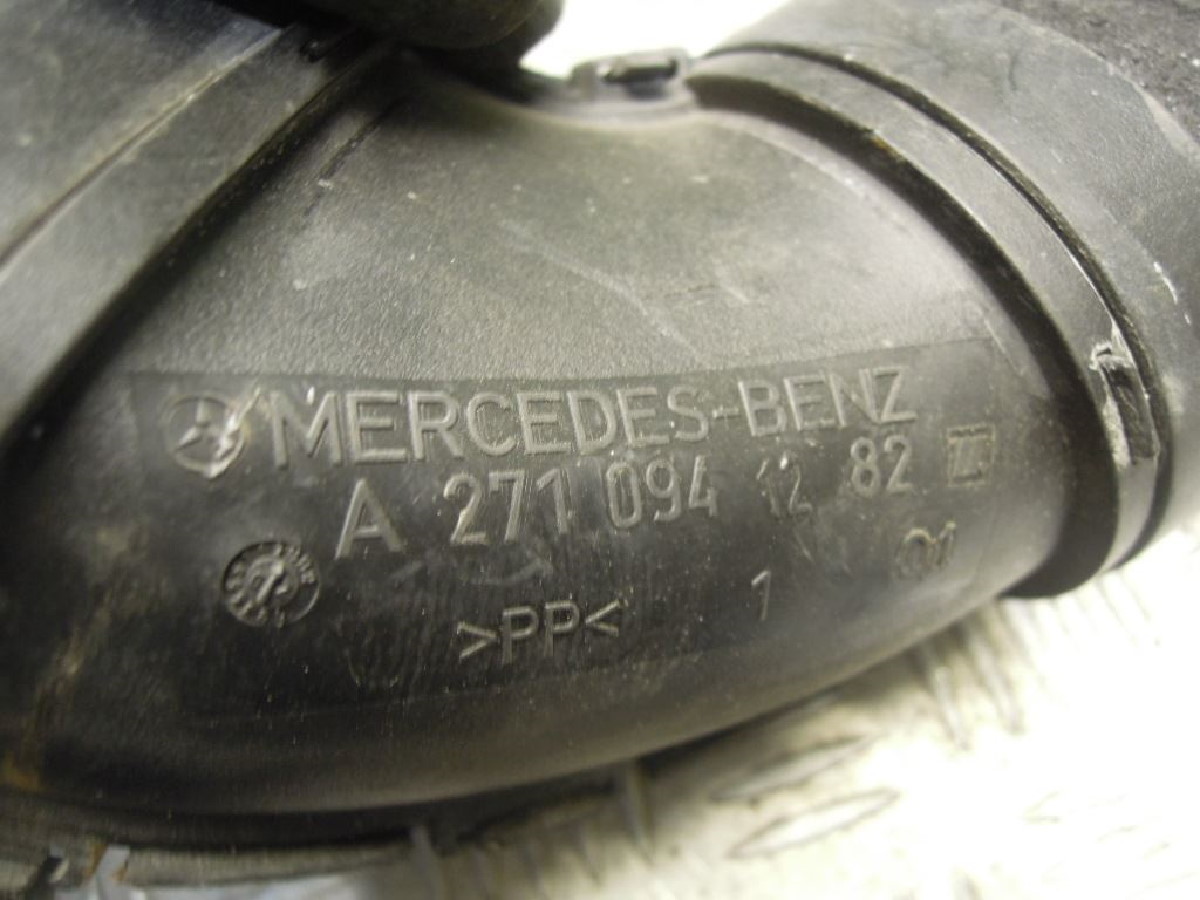 MERCEDES-BENZ
A 271 094 12 82
>PP< 1 01